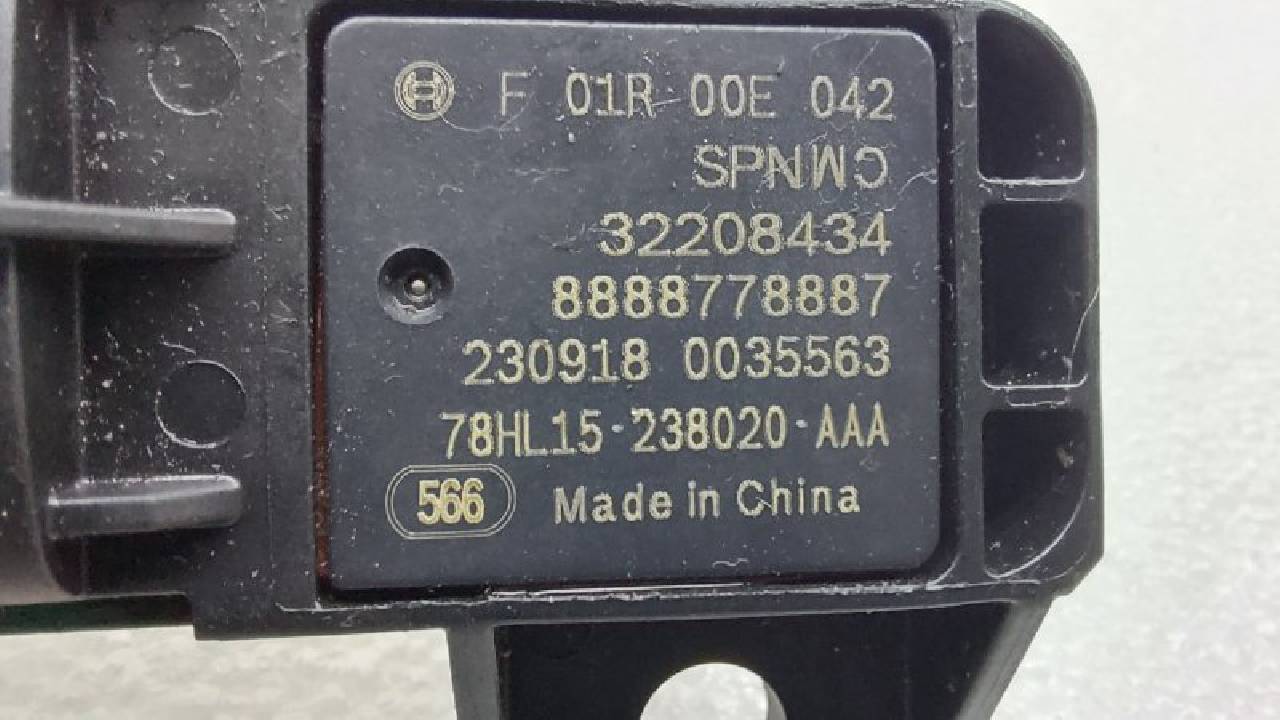 F 01R 00E 042
SPNWC
32208434
8888778887
230918 0035563
78HL15-238020-AAA
566 Made in China